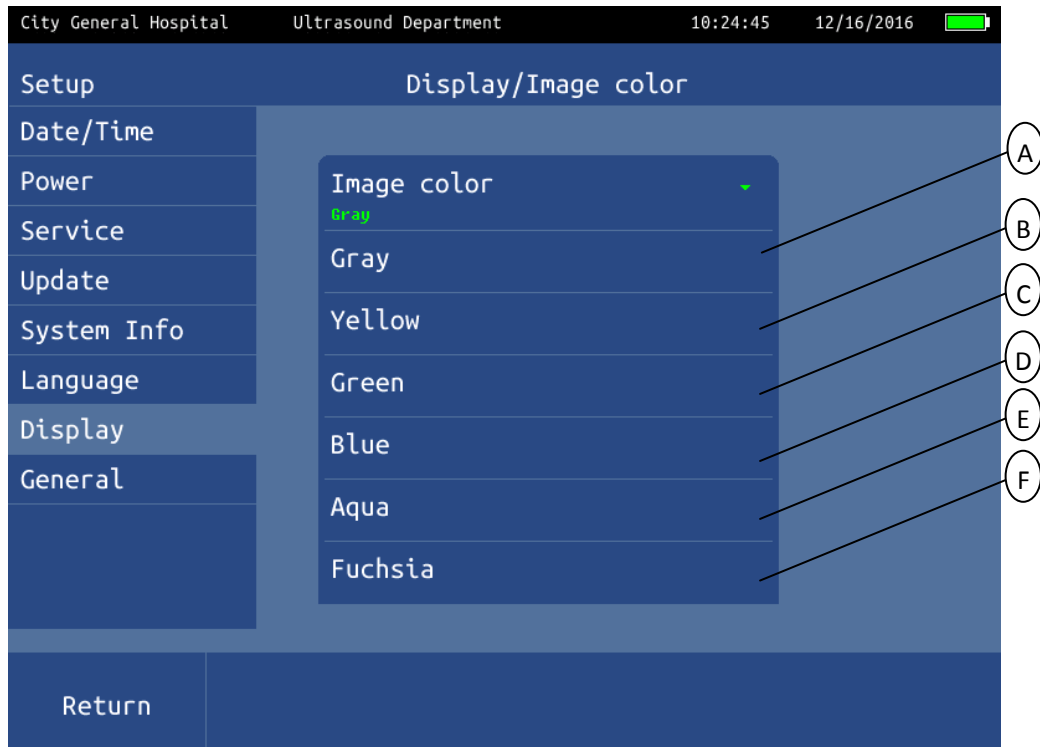 City General Hospital Ultrasound Department 10:24:45 12/16/2016
Setup Display/Image color
Date/Time
Power
Service
Update
System Info
Language
Display
General
Image color
Gray
Gray
Yellow
Green
Blue
Aqua
Fuchsia
A
B
C
D
E
F
Return